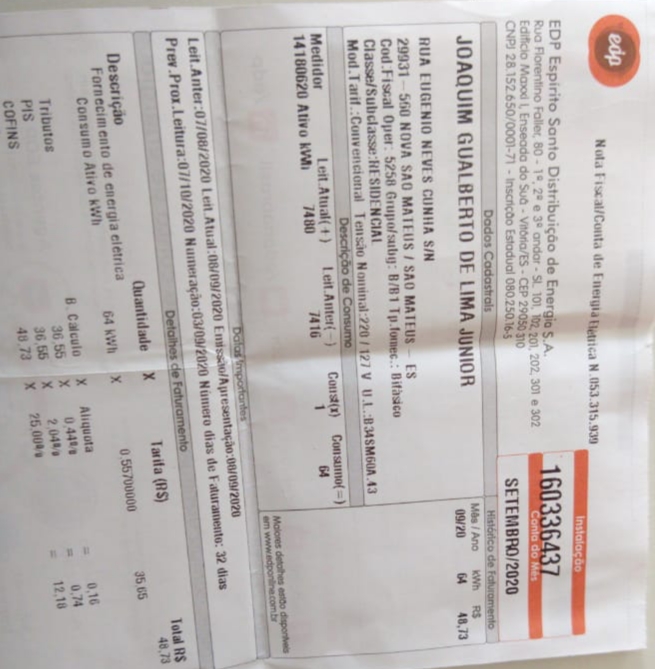 edp
Nota Fiscal/Conta de Energia Elétrica N.053.315.939
EDP Espirito Santo Distribuição de Energia S.A.
Rua Florentino Faller, 80 - 1º, 2º e 3º andar - SL 101, 102, 201, 202, 301 e 302
Edifício Maxxi I, Enseada do Suá - Vitória/ES - CEP 29050 310
CNPJ 28.152.650/0001-71 - Inscrição Estadual 080.250.16-5
Instalação
160336437
Conta do Mês
SETEMBRO/2020
Dados Cadastrais
JOAQUIM GUALBERTO DE LIMA JUNIOR
RUA EUGENIO NEVES CUNHA S/N
29931 - 560 NOVA SAO MATEUS / SAO MATEUS - ES
Cod.Fiscal Oper: 5258 Grupo/subg: B/B1 Tp.fornec.: Bifásico
Classe/Subclasse:RESIDENCIAL
Mod.Tarif.:Convencional Tensão Nominal:220 / 127 V U.L.:B34SM60A.43
Histórico de Faturamento
Mês / Ano kWh R$
09/20 64 48,73
Descrição de Consumo
Medidor Leit.Atual(+) Leit.Anter(-) Const(x) Consumo(=)
14180620 Ativo kWh 7480 7416 1 64
Maiores detalhes estão disponíveis
em www.edponline.com.br
Datas Importantes
Leit.Anter:07/08/2020 Leit.Atual:08/09/2020 Emissão/Apresentação:08/09/2020
Prev.Prox.Leitura:07/10/2020 Numeração:03/09/2020 Número dias de Faturamento: 32 dias
Detalhes de Faturamento
Descrição Quantidade X Tarifa (R$) Total R$
Fornecimento de energia elétrica 48,73
Consumo Ativo kWh 64 kWh X 0,55700000 35,65
Tributos B. Cálculo X Alíquota
PIS 36,55 X 0,44% = 0,16
COFINS 36,55 X 2,04% = 0,74
48,73 X 25,00% = 12,18